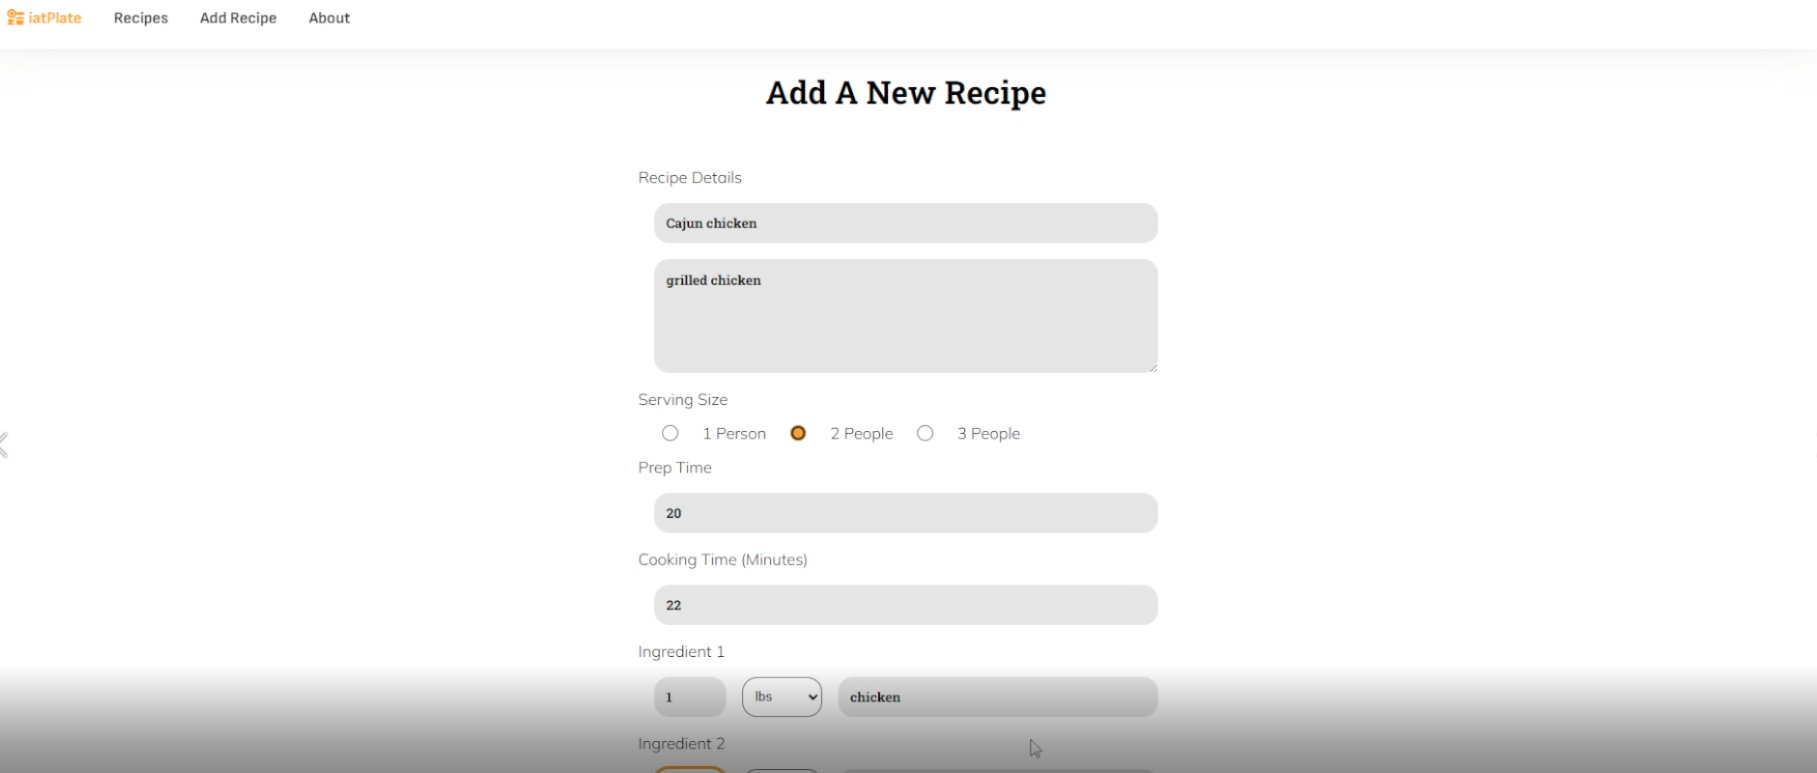 iatPlate Recipes Add Recipe About
Add A New Recipe
Recipe Details
Cajun chicken
grilled chicken
Serving Size
1 Person 2 People 3 People
Prep Time
20
Cooking Time (Minutes)
22
Ingredient 1
1 lbs chicken
Ingredient 2